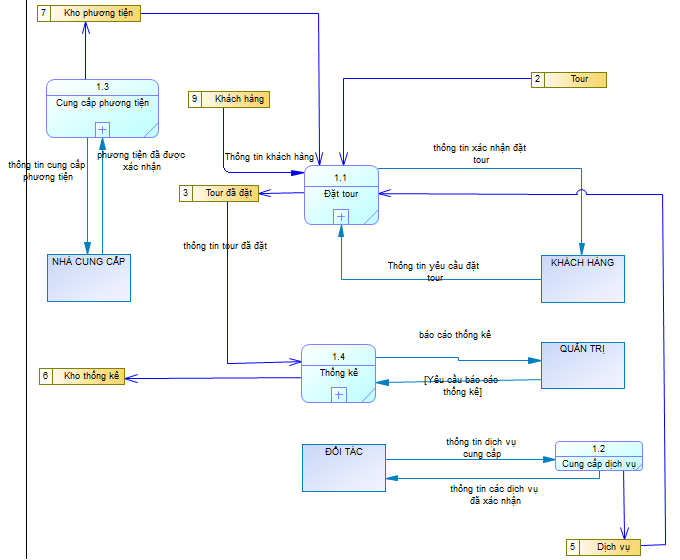 7 Kho phương tiện
1.3
Cung cấp phương tiện
2 Tour
9 Khách hàng
thông tin xác nhận đặt
tour
thông tin cung cấp
phương tiện
phương tiện đã được
xác nhận
Thông tin khách hàng
1.1
Đặt tour
3 Tour đã đặt
thông tin tour đã đặt
NHÀ CUNG CẤP
Thông tin yêu cầu đặt
tour
KHÁCH HÀNG
báo cáo thống kê
1.4
Thống kê
QUẢN TRỊ
6 Kho thống kê
[Yêu cầu báo cáo
thống kê]
ĐỐI TÁC
thông tin dịch vụ
cung cấp
1.2
Cung cấp dịch vụ
thông tin các dịch vụ
đã xác nhận
5 Dịch vụ